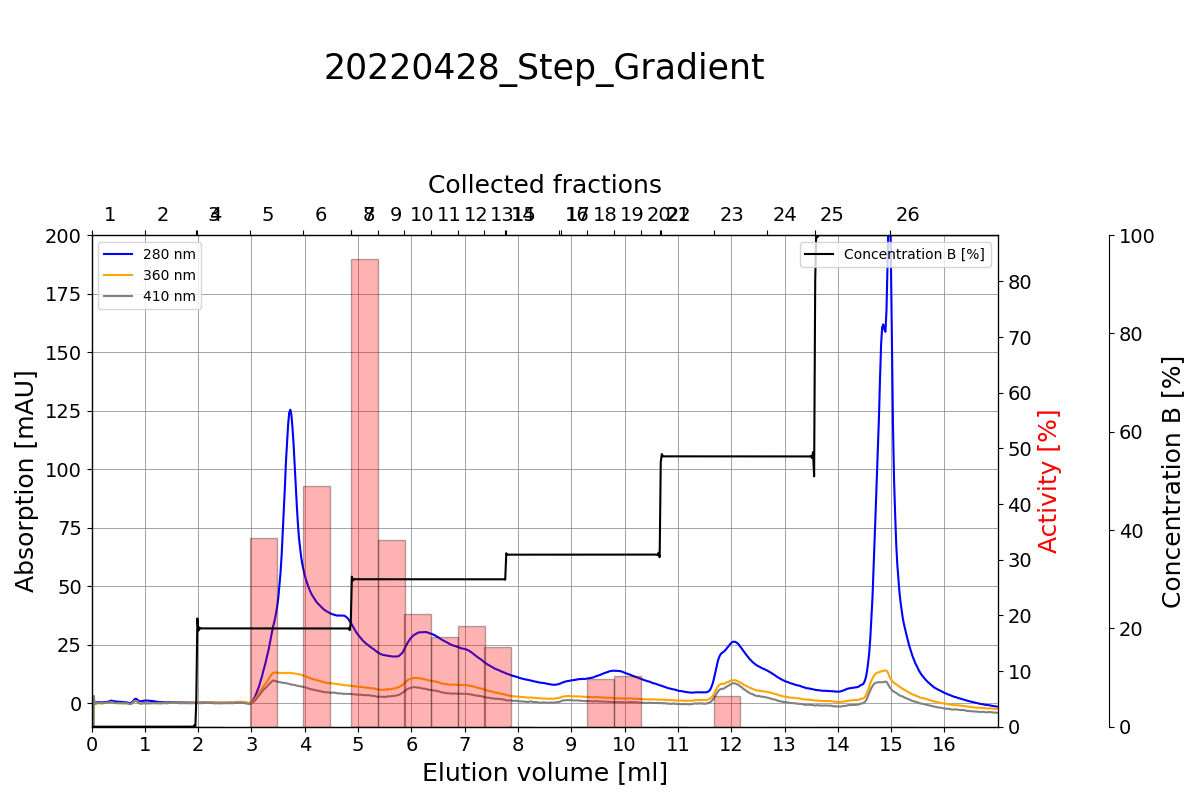 20220428_Step_Gradient
Collected fractions
1 2 3 4 5 6 7 8 9 10 11 12 13 14 15 16 17 18 19 20 21 22 23 24 25 26
200
175
150
125
100
75
50
25
0
280 nm
360 nm
410 nm
Concentration B [%]
80
70
60
50
40
30
20
10
0
100
80
60
40
20
0
Absorption [mAU]
Activity [%]
Concentration B [%]
0 1 2 3 4 5 6 7 8 9 10 11 12 13 14 15 16
Elution volume [ml]